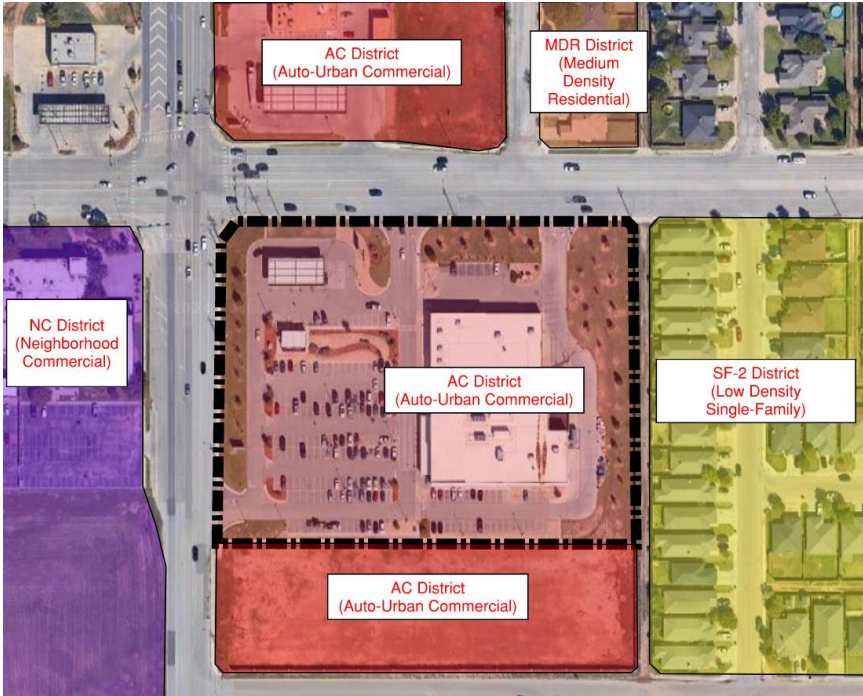 AC District
(Auto-Urban Commercial)
MDR District
(Medium
Density
Residential)
NC District
(Neighborhood
Commercial)
AC District
(Auto-Urban Commercial)
SF-2 District
(Low Density
Single-Family)
AC District
(Auto-Urban Commercial)